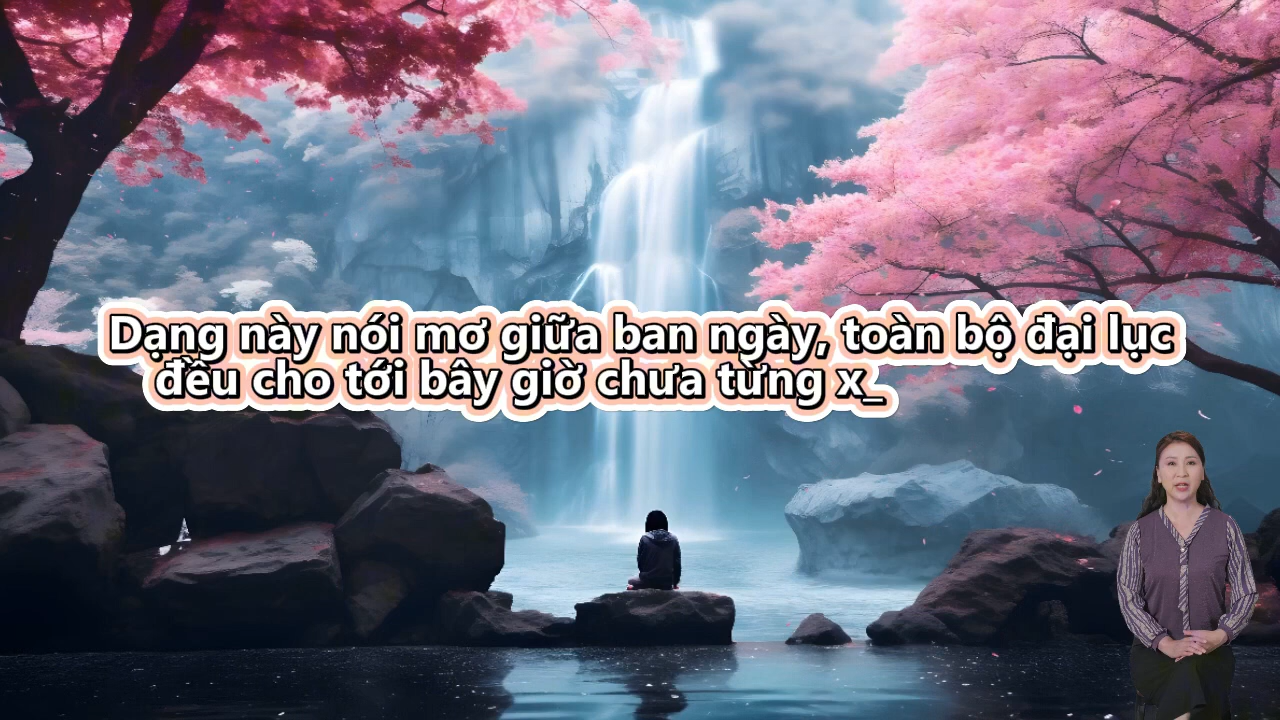 Dạng này nói mơ giữa ban ngày, toàn bộ đại lục
đều cho tới bây giờ chưa từng x_